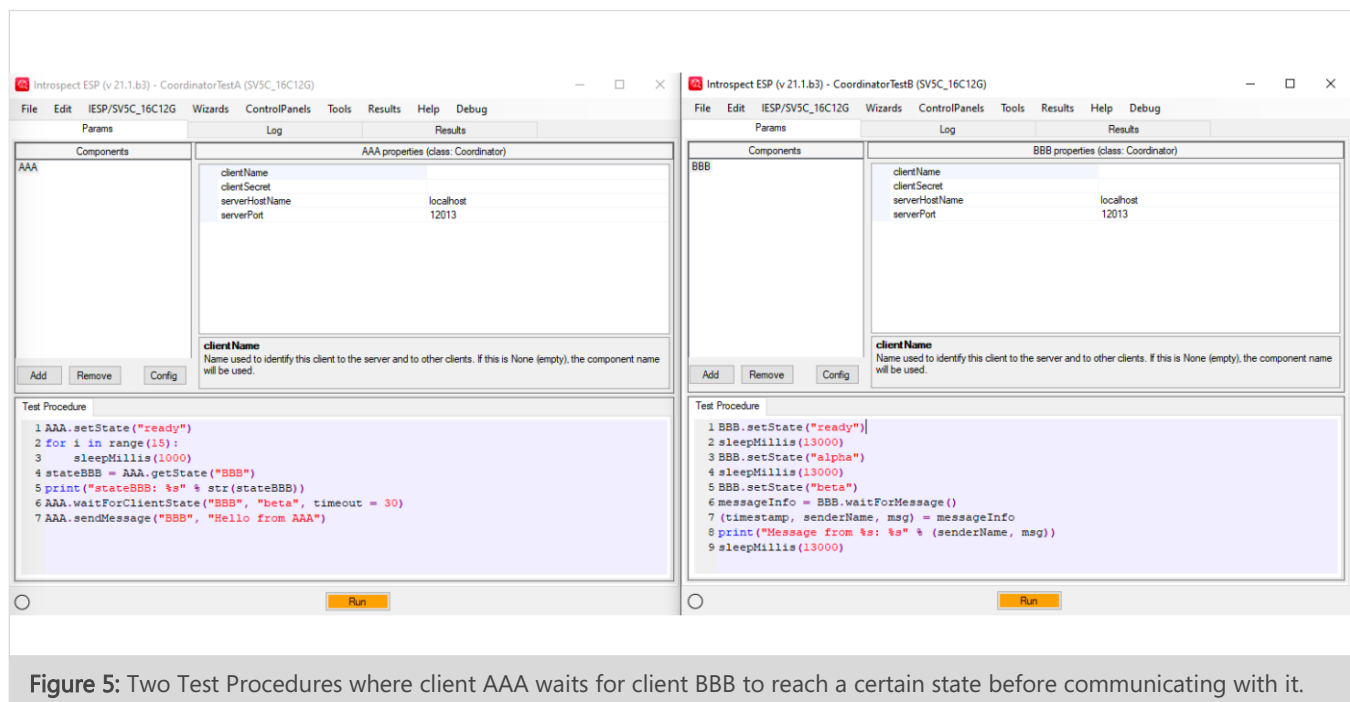 Introspect ESP (v 21.1.b3) - CoordinatorTestA (SV5C_16C12G)
File Edit IESP/SV5C_16C12G Wizards ControlPanels Tools Results Help Debug
Params Log Results
Components AAA properties (class: Coordinator)
AAA
clientName
clientSecret
serverHostName localhost
serverPort 12013
clientName
Name used to identify this client to the server and to other clients. If this is None (empty), the component name
will be used.
Add Remove Config
Test Procedure
1 AAA.setState("ready")
2 for i in range(15):
3     sleepMillis(1000)
4 stateBBB = AAA.getState("BBB")
5 print("stateBBB: %s" % str(stateBBB))
6 AAA.waitForClientState("BBB", "beta", timeout = 30)
7 AAA.sendMessage("BBB", "Hello from AAA")
Run
Introspect ESP (v 21.1.b3) - CoordinatorTestB (SV5C_16C12G)
File Edit IESP/SV5C_16C12G Wizards ControlPanels Tools Results Help Debug
Params Log Results
Components BBB properties (class: Coordinator)
BBB
clientName
clientSecret
serverHostName localhost
serverPort 12013
clientName
Name used to identify this client to the server and to other clients. If this is None (empty), the component name
will be used.
Add Remove Config
Test Procedure
1 BBB.setState("ready")
2 sleepMillis(13000)
3 BBB.setState("alpha")
4 sleepMillis(13000)
5 BBB.setState("beta")
6 messageInfo = BBB.waitForMessage()
7 (timestamp, senderName, msg) = messageInfo
8 print("Message from %s: %s" % (senderName, msg))
9 sleepMillis(13000)
Run
Figure 5: Two Test Procedures where client AAA waits for client BBB to reach a certain state before communicating with it.